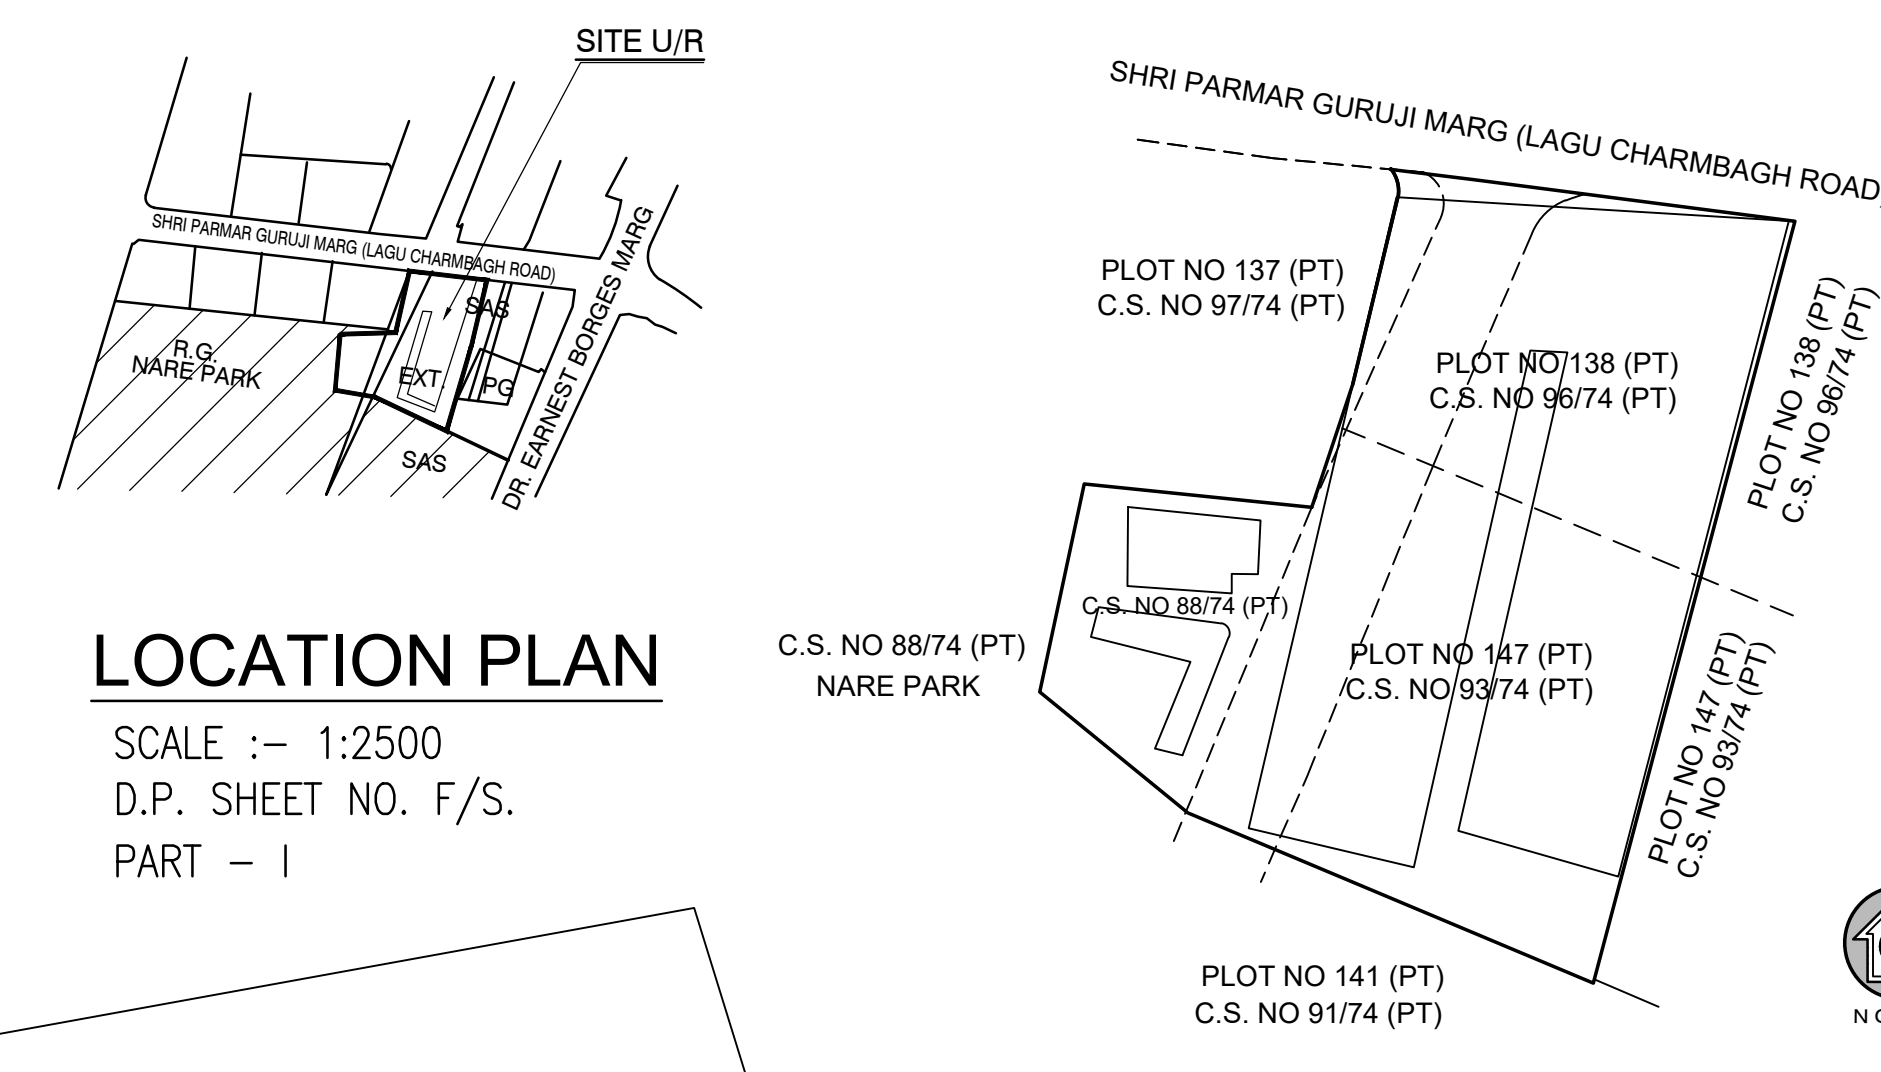 SITE U/R
SHRI PARMAR GURUJI MARG (LAGU CHARMBAGH ROAD)
SAS
R.G.
NARE PARK
EXT.
PG
SAS
DR. EARNEST BORGES MARG
LOCATION PLAN
SCALE :- 1:2500
D.P. SHEET NO. F/S.
PART - I
SHRI PARMAR GURUJI MARG (LAGU CHARMBAGH ROAD)
PLOT NO 137 (PT)
C.S. NO 97/74 (PT)
PLOT NO 138 (PT)
C.S. NO 96/74 (PT)
PLOT NO 138 (PT)
C.S. NO 96/74 (PT)
C.S. NO 88/74 (PT)
C.S. NO 88/74 (PT)
NARE PARK
PLOT NO 147 (PT)
C.S. NO 93/74 (PT)
PLOT NO 147 (PT)
C.S. NO 93/74 (PT)
PLOT NO 141 (PT)
C.S. NO 91/74 (PT)